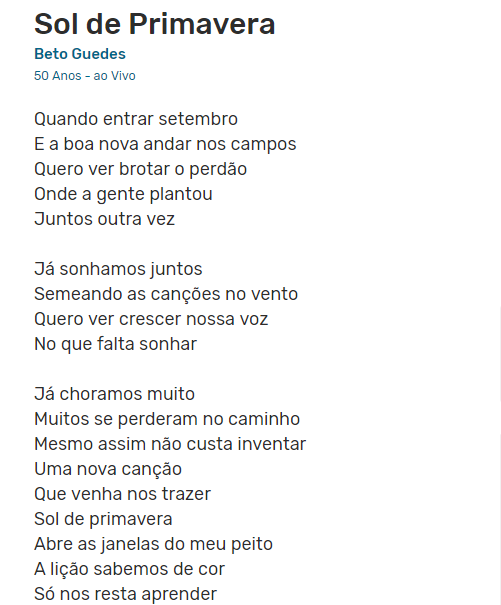 Sol de Primavera
Beto Guedes
50 Anos - ao Vivo
Quando entrar setembro
E a boa nova andar nos campos
Quero ver brotar o perdão
Onde a gente plantou
Juntos outra vez
Já sonhamos juntos
Semeando as canções no vento
Quero ver crescer nossa voz
No que falta sonhar
Já choramos muito
Muitos se perderam no caminho
Mesmo assim não custa inventar
Uma nova canção
Que venha nos trazer
Sol de primavera
Abre as janelas do meu peito
A lição sabemos de cor
Só nos resta aprender